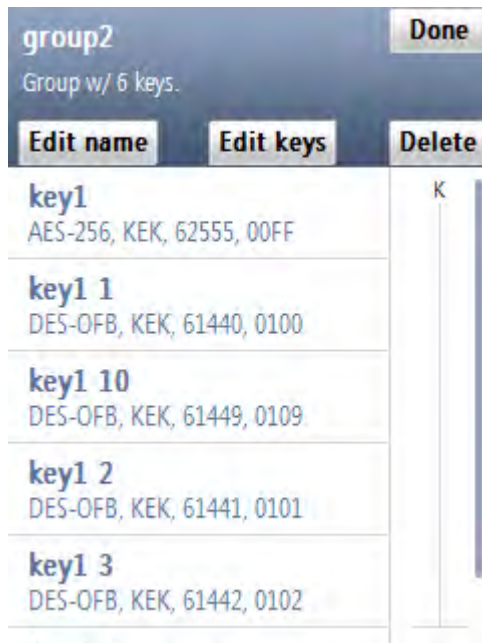 group2
Done
Group w/ 6 keys.
Edit name
Edit keys
Delete
key1
K
AES-256, KEK, 62555, 00FF
key1 1
DES-OFB, KEK, 61440, 0100
key1 10
DES-OFB, KEK, 61449, 0109
key1 2
DES-OFB, KEK, 61441, 0101
key1 3
DES-OFB, KEK, 61442, 0102